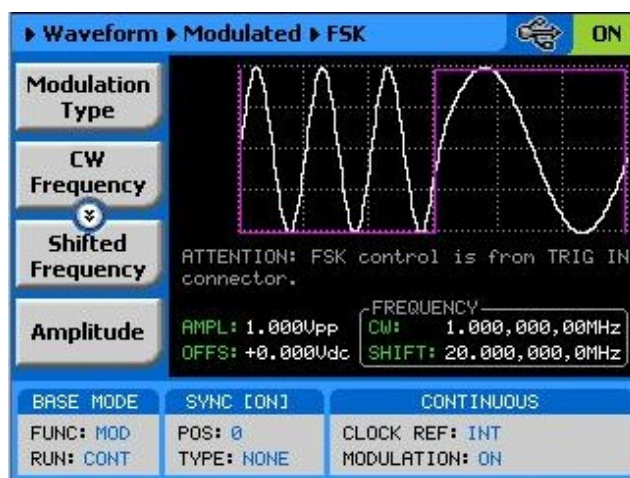 Waveform Modulated FSK ON
Modulation
Type
CW
Frequency
Shifted
Frequency
Amplitude
ATTENTION: FSK control is from TRIG IN
connector.
FREQUENCY
AMPL: 1.000Vpp CW: 1.000,000,00MHz
OFFS: +0.000Vdc SHIFT: 20.000,000,0MHz
BASE MODE SYNC [ON] CONTINUOUS
FUNC: MOD POS: 0 CLOCK REF: INT
RUN: CONT TYPE: NONE MODULATION: ON